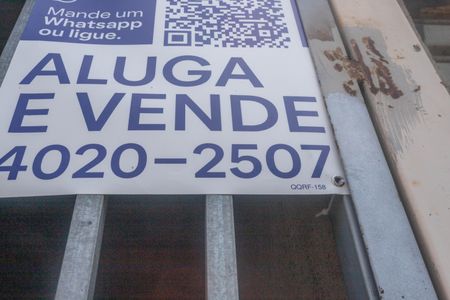 Mande um
Whatsapp
ou ligue.
ALUGA
E VENDE
4020-2507
QQRF-158